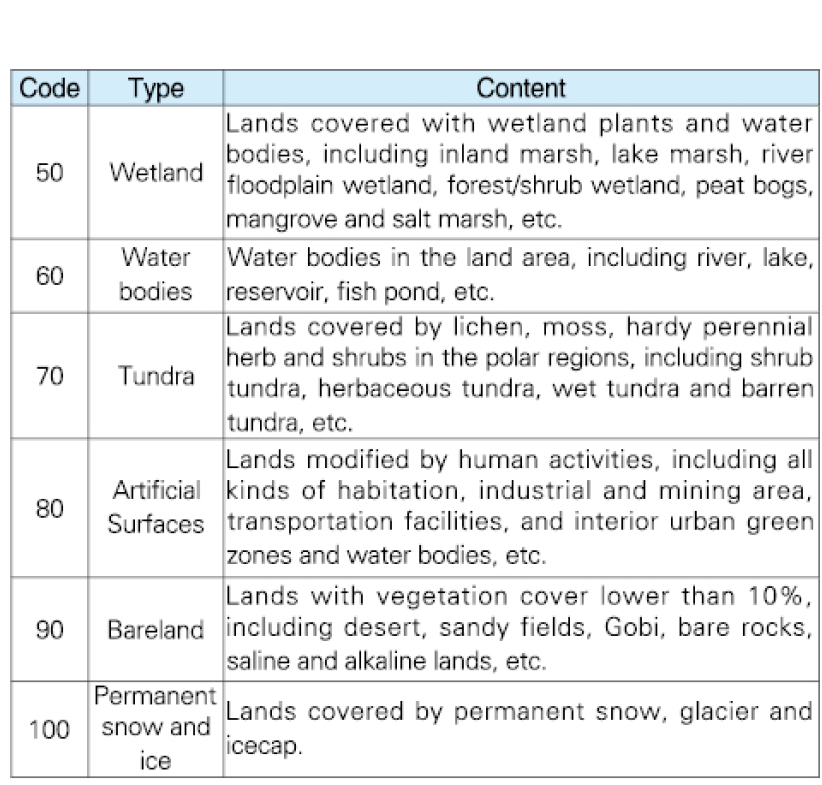 Code Type Content
50 Wetland Lands covered with wetland plants and water
bodies, including inland marsh, lake marsh, river
floodplain wetland, forest/shrub wetland, peat bogs,
mangrove and salt marsh, etc.
60 Water
bodies Water bodies in the land area, including river, lake,
reservoir, fish pond, etc.
70 Tundra Lands covered by lichen, moss, hardy perennial
herb and shrubs in the polar regions, including shrub
tundra, herbaceous tundra, wet tundra and barren
tundra, etc.
80 Artificial
Surfaces Lands modified by human activities, including all
kinds of habitation, industrial and mining area,
transportation facilities, and interior urban green
zones and water bodies, etc.
90 Bareland Lands with vegetation cover lower than 10%,
including desert, sandy fields, Gobi, bare rocks,
saline and alkaline lands, etc.
100 Permanent
snow and
ice Lands covered by permanent snow, glacier and
icecap.